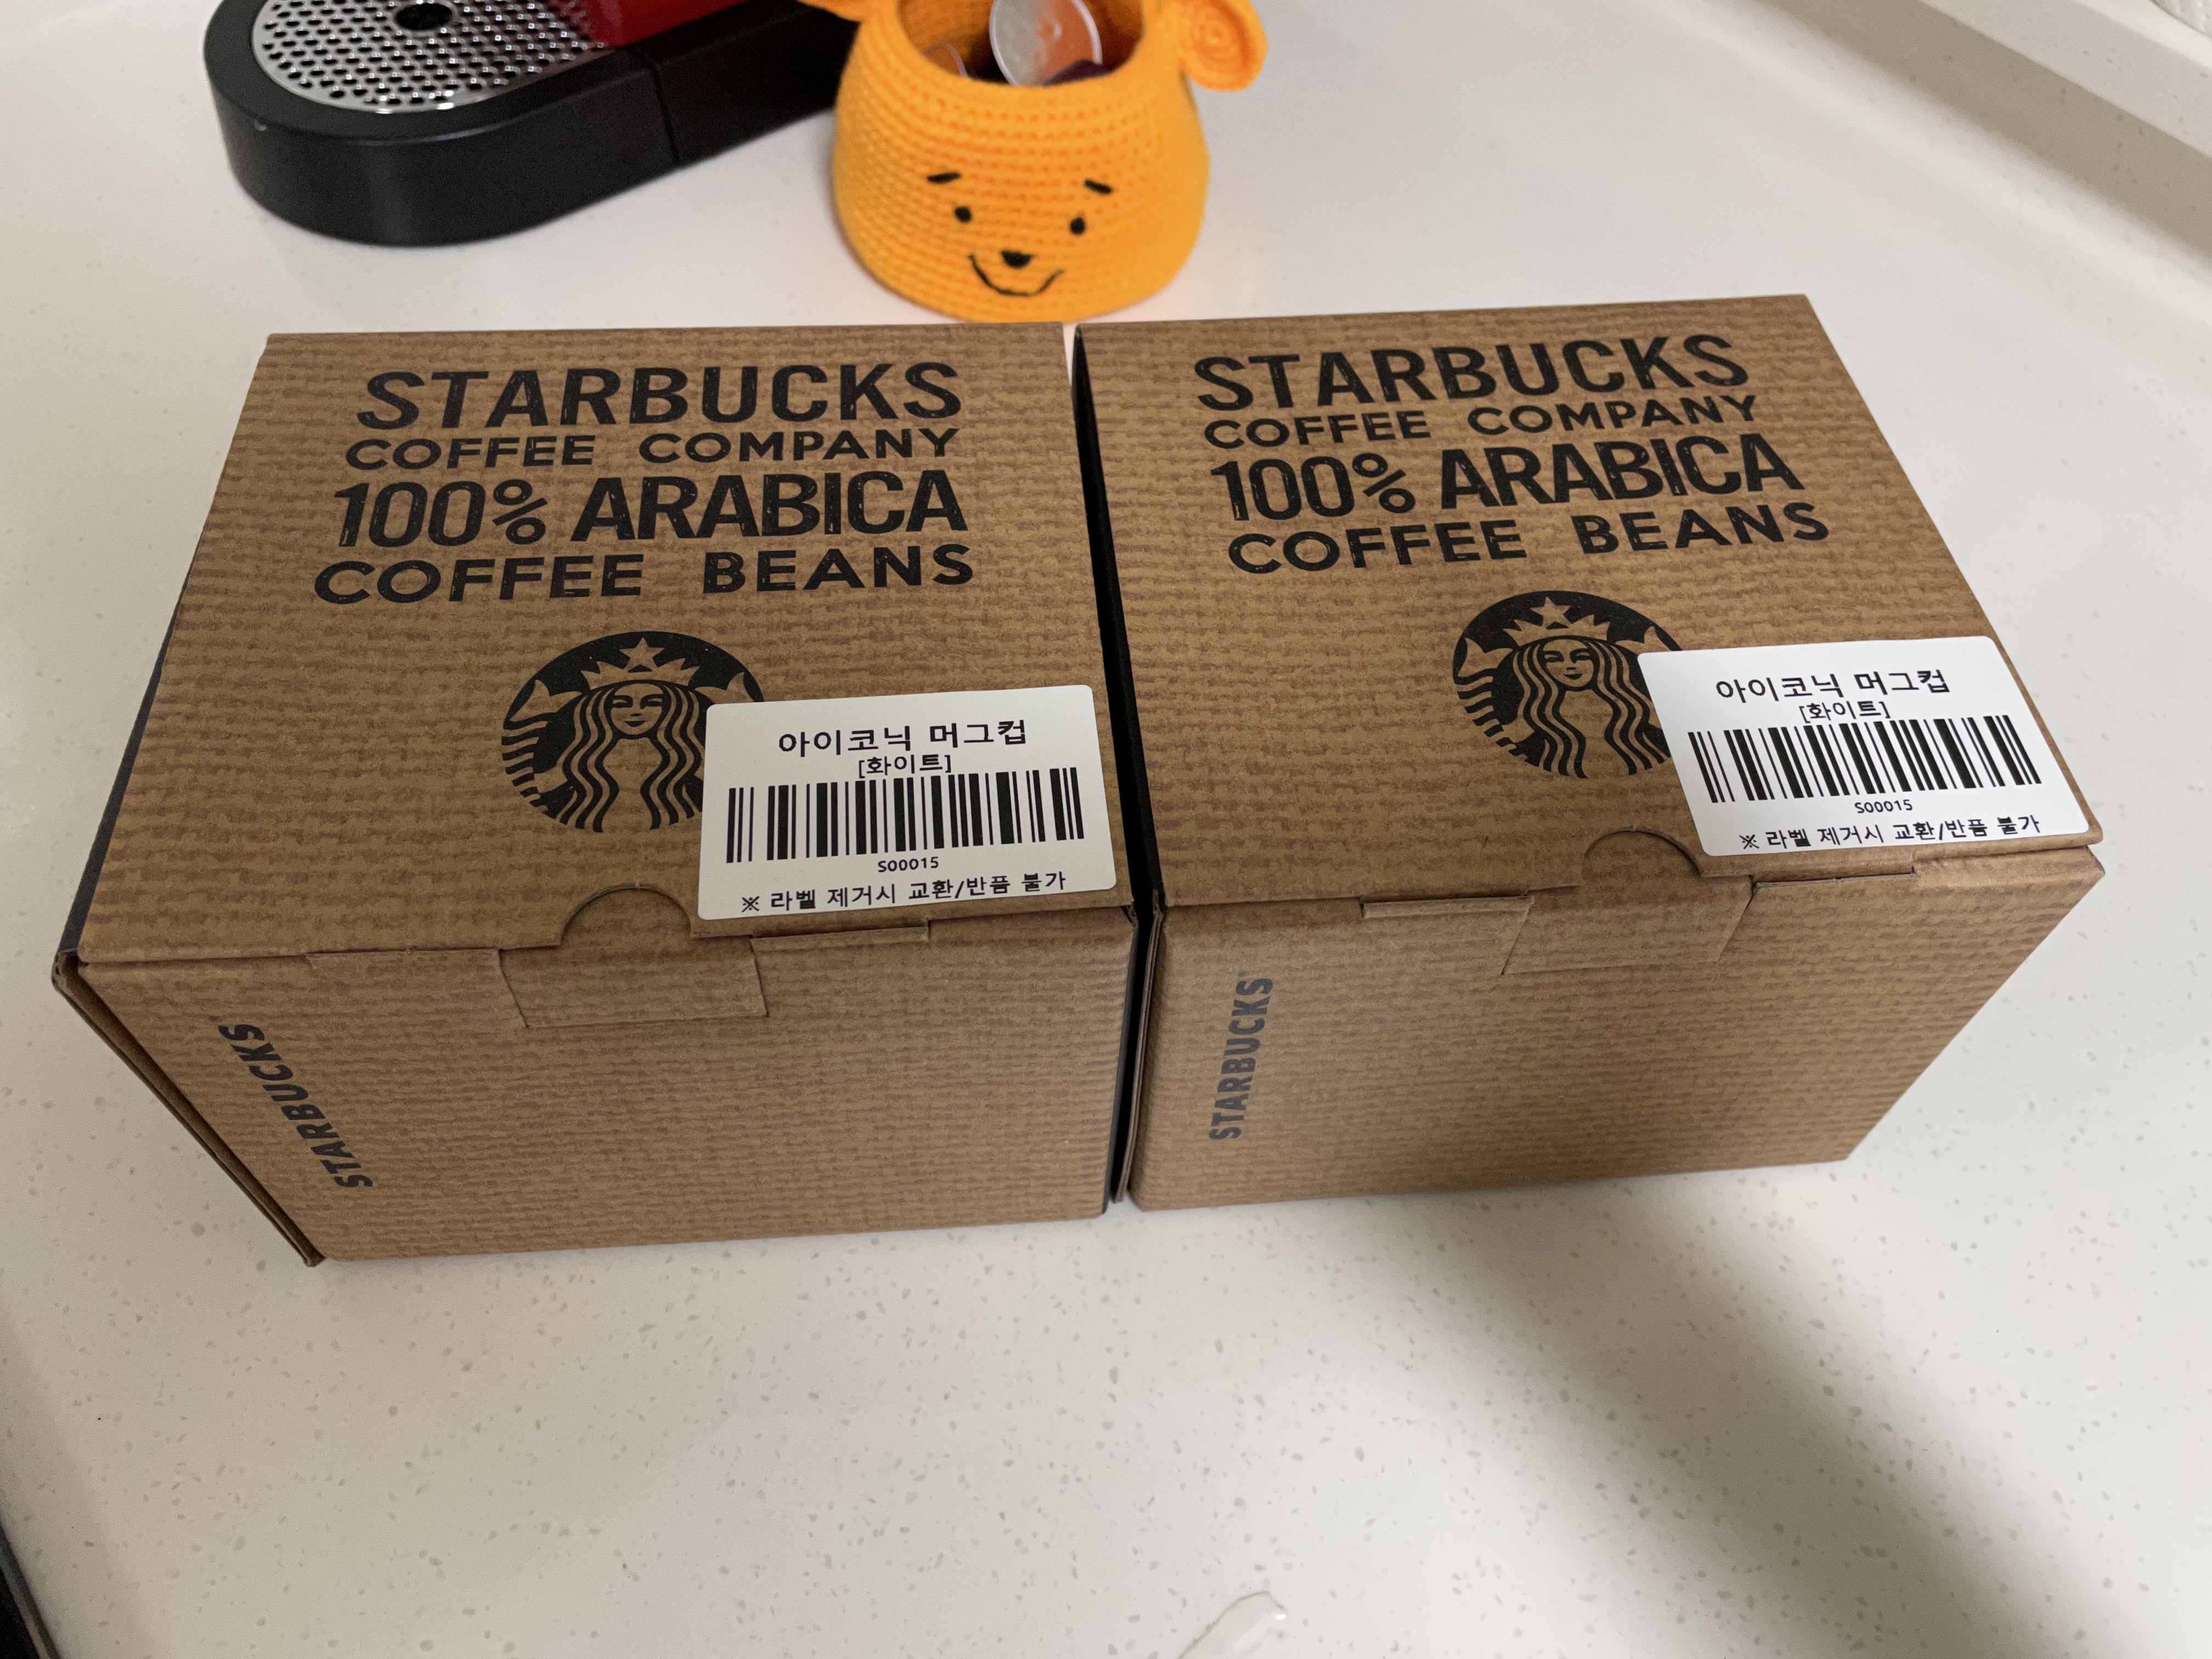 STARBUCKS
COFFEE COMPANY
100% ARABICA
COFFEE BEANS
아이코닉 머그컵
[화이트]
S00015
※ 라벨 제거시 교환/반품 불가
STARBUCKS
STARBUCKS
COFFEE COMPANY
100% ARABICA
COFFEE BEANS
아이코닉 머그컵
[화이트]
S00015
※ 라벨 제거시 교환/반품 불가
STARBUCKS